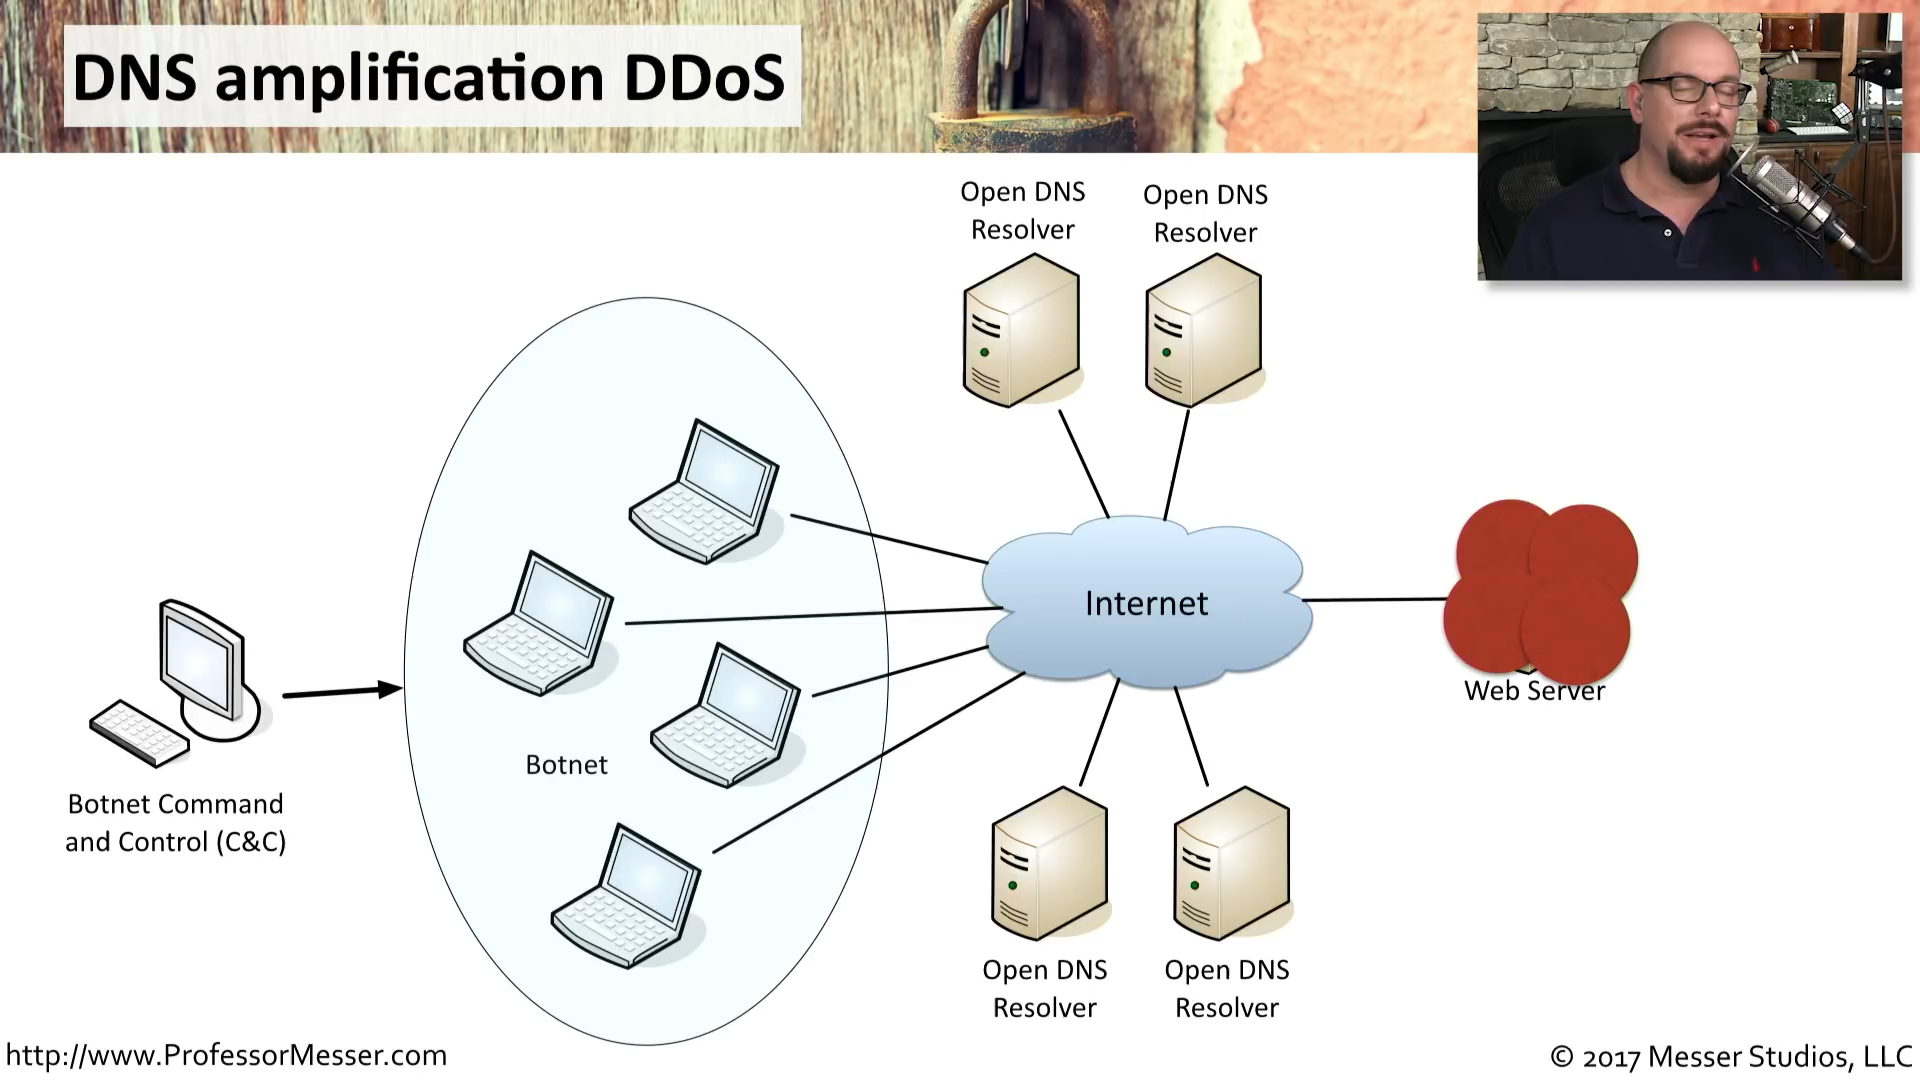 DNS amplification DDoS
Open DNS
Resolver
Open DNS
Resolver
Internet
Web Server
Botnet
Botnet Command
and Control (C&C)
Open DNS
Resolver
Open DNS
Resolver
http://www.ProfessorMesser.com
© 2017 Messer Studios, LLC